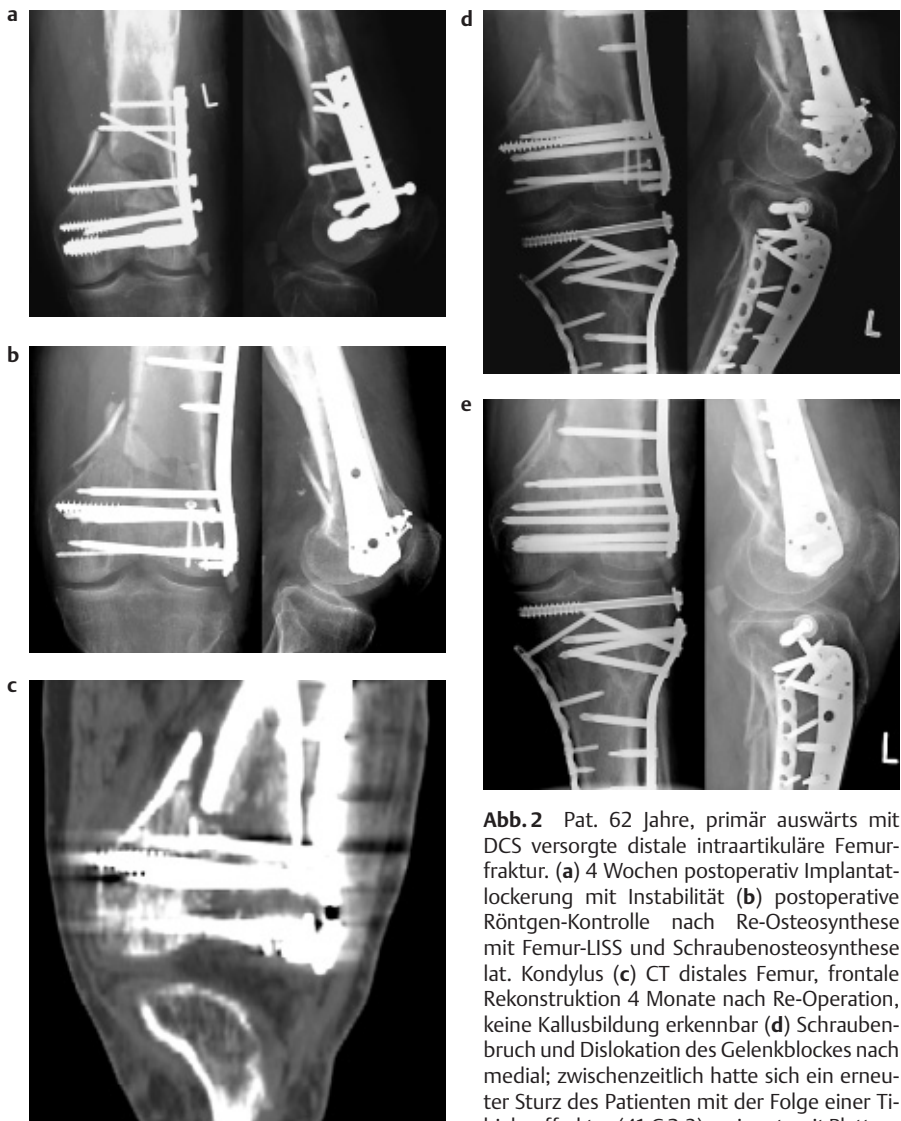 a
L
b
c
d
L
e
L
Abb. 2 Pat. 62 Jahre, primär auswärts mit
DCS versorgte distale intraartikuläre Femur-
fraktur. (a) 4 Wochen postoperativ Implantat-
lockerung mit Instabilität (b) postoperative
Röntgen-Kontrolle nach Re-Osteosynthese
mit Femur-LISS und Schraubenosteosynthese
lat. Kondylus (c) CT distales Femur, frontale
Rekonstruktion 4 Monate nach Re-Operation,
keine Kallusbildung erkennbar (d) Schrauben-
bruch und Dislokation des Gelenkblockes nach
medial; zwischenzeitlich hatte sich ein erneu-
ter Sturz des Patienten mit der Folge einer Ti-